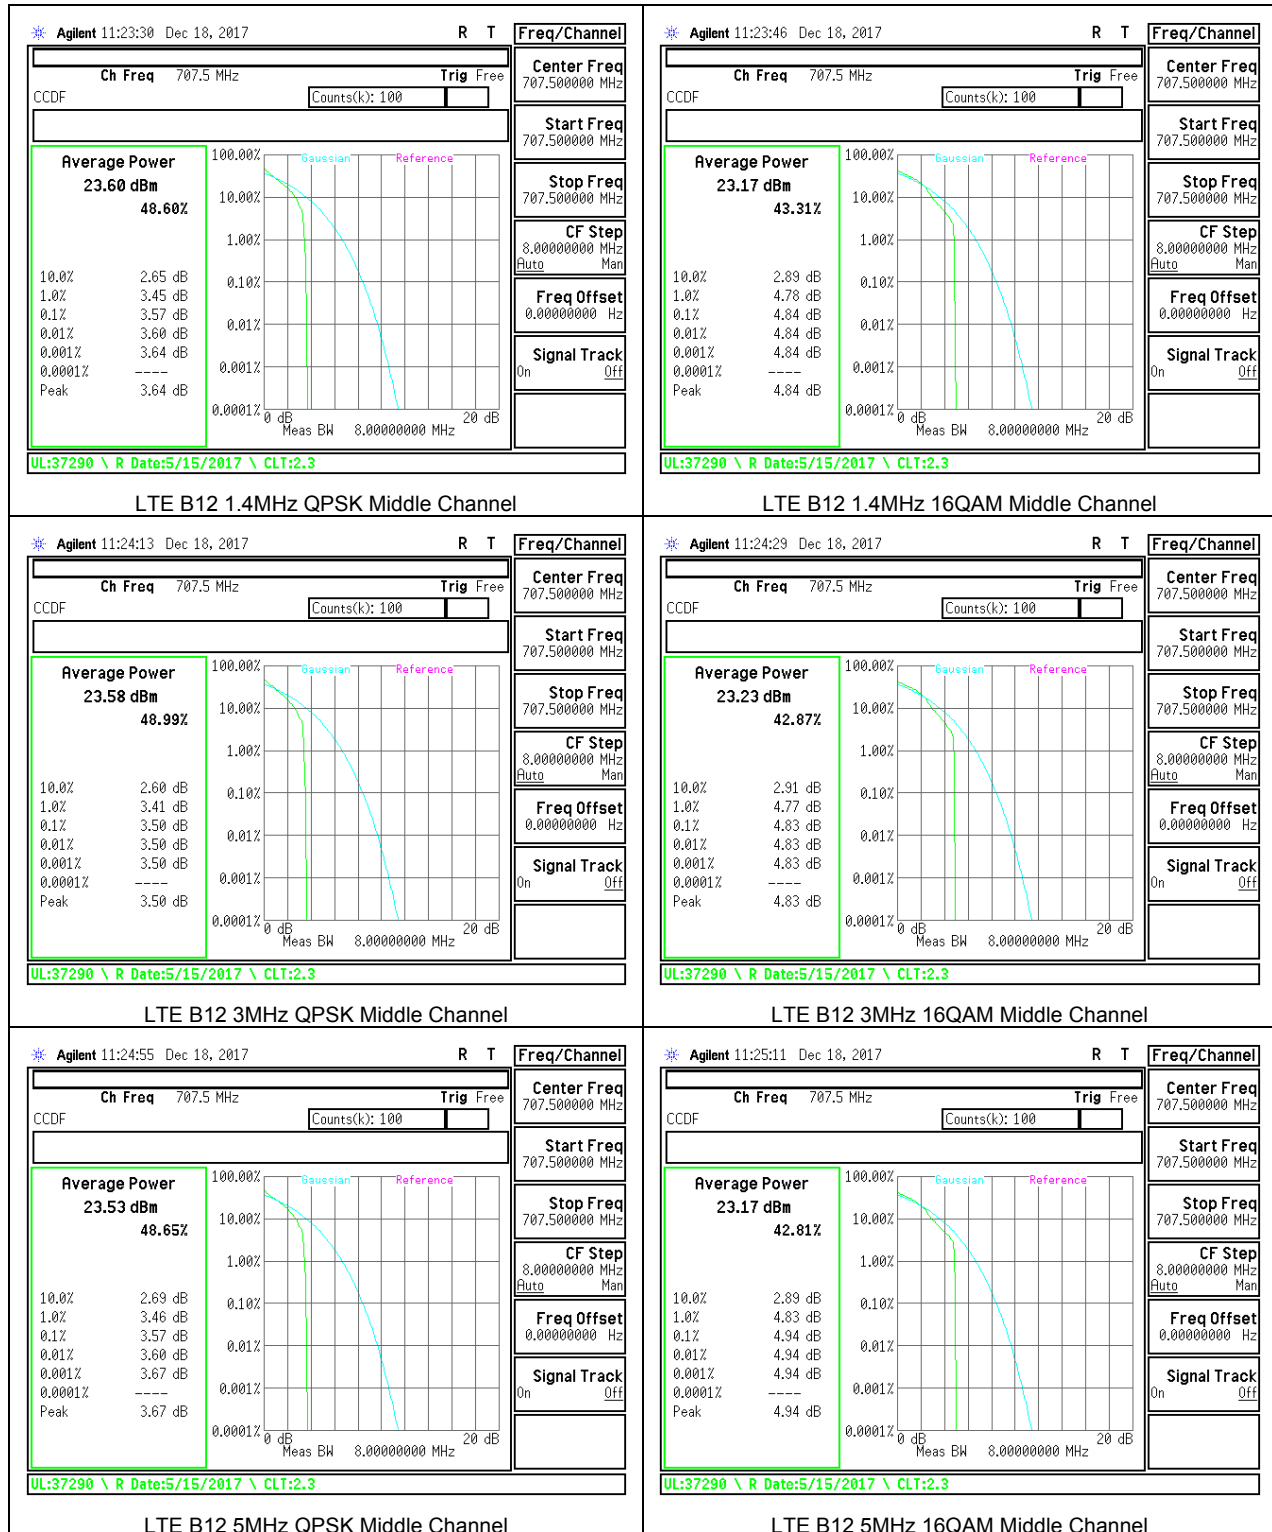 Agilent 11:23:30 Dec 18, 2017 R T Freq/Channel
Ch Freq 707.5 MHz Trig Free
CCDF Counts(k): 100
Center Freq
707.500000 MHz
Start Freq
707.500000 MHz
Stop Freq
707.500000 MHz
CF Step
8.00000000 MHz
Auto Man
Freq Offset
0.00000000 Hz
Signal Track
On Off
Average Power
23.60 dBm
48.60%
10.0% 2.65 dB
1.0% 3.45 dB
0.1% 3.57 dB
0.01% 3.60 dB
0.001% 3.64 dB
0.0001% ----
Peak 3.64 dB
Gaussian Reference
100.00%
10.00%
1.00%
0.10%
0.01%
0.001%
0.0001%
0 dB 20 dB
Meas BW 8.00000000 MHz
UL:37290 \ R Date:5/15/2017 \ CLT:2.3
LTE B12 1.4MHz QPSK Middle Channel
Agilent 11:23:46 Dec 18, 2017 R T Freq/Channel
Ch Freq 707.5 MHz Trig Free
CCDF Counts(k): 100
Center Freq
707.500000 MHz
Start Freq
707.500000 MHz
Stop Freq
707.500000 MHz
CF Step
8.00000000 MHz
Auto Man
Freq Offset
0.00000000 Hz
Signal Track
On Off
Average Power
23.17 dBm
43.31%
10.0% 2.89 dB
1.0% 4.78 dB
0.1% 4.84 dB
0.01% 4.84 dB
0.001% 4.84 dB
0.0001% ----
Peak 4.84 dB
Gaussian Reference
100.00%
10.00%
1.00%
0.10%
0.01%
0.001%
0.0001%
0 dB 20 dB
Meas BW 8.00000000 MHz
UL:37290 \ R Date:5/15/2017 \ CLT:2.3
LTE B12 1.4MHz 16QAM Middle Channel
Agilent 11:24:13 Dec 18, 2017 R T Freq/Channel
Ch Freq 707.5 MHz Trig Free
CCDF Counts(k): 100
Center Freq
707.500000 MHz
Start Freq
707.500000 MHz
Stop Freq
707.500000 MHz
CF Step
8.00000000 MHz
Auto Man
Freq Offset
0.00000000 Hz
Signal Track
On Off
Average Power
23.58 dBm
48.99%
10.0% 2.60 dB
1.0% 3.41 dB
0.1% 3.50 dB
0.01% 3.50 dB
0.001% 3.50 dB
0.0001% ----
Peak 3.50 dB
Gaussian Reference
100.00%
10.00%
1.00%
0.10%
0.01%
0.001%
0.0001%
0 dB 20 dB
Meas BW 8.00000000 MHz
UL:37290 \ R Date:5/15/2017 \ CLT:2.3
LTE B12 3MHz QPSK Middle Channel
Agilent 11:24:29 Dec 18, 2017 R T Freq/Channel
Ch Freq 707.5 MHz Trig Free
CCDF Counts(k): 100
Center Freq
707.500000 MHz
Start Freq
707.500000 MHz
Stop Freq
707.500000 MHz
CF Step
8.00000000 MHz
Auto Man
Freq Offset
0.00000000 Hz
Signal Track
On Off
Average Power
23.23 dBm
42.87%
10.0% 2.91 dB
1.0% 4.77 dB
0.1% 4.83 dB
0.01% 4.83 dB
0.001% 4.83 dB
0.0001% ----
Peak 4.83 dB
Gaussian Reference
100.00%
10.00%
1.00%
0.10%
0.01%
0.001%
0.0001%
0 dB 20 dB
Meas BW 8.00000000 MHz
UL:37290 \ R Date:5/15/2017 \ CLT:2.3
LTE B12 3MHz 16QAM Middle Channel
Agilent 11:24:55 Dec 18, 2017 R T Freq/Channel
Ch Freq 707.5 MHz Trig Free
CCDF Counts(k): 100
Center Freq
707.500000 MHz
Start Freq
707.500000 MHz
Stop Freq
707.500000 MHz
CF Step
8.00000000 MHz
Auto Man
Freq Offset
0.00000000 Hz
Signal Track
On Off
Average Power
23.53 dBm
48.65%
10.0% 2.69 dB
1.0% 3.46 dB
0.1% 3.57 dB
0.01% 3.60 dB
0.001% 3.67 dB
0.0001% ----
Peak 3.67 dB
Gaussian Reference
100.00%
10.00%
1.00%
0.10%
0.01%
0.001%
0.0001%
0 dB 20 dB
Meas BW 8.00000000 MHz
UL:37290 \ R Date:5/15/2017 \ CLT:2.3
LTE B12 5MHz QPSK Middle Channel
Agilent 11:25:11 Dec 18, 2017 R T Freq/Channel
Ch Freq 707.5 MHz Trig Free
CCDF Counts(k): 100
Center Freq
707.500000 MHz
Start Freq
707.500000 MHz
Stop Freq
707.500000 MHz
CF Step
8.00000000 MHz
Auto Man
Freq Offset
0.00000000 Hz
Signal Track
On Off
Average Power
23.17 dBm
42.81%
10.0% 2.89 dB
1.0% 4.83 dB
0.1% 4.94 dB
0.01% 4.94 dB
0.001% 4.94 dB
0.0001% ----
Peak 4.94 dB
Gaussian Reference
100.00%
10.00%
1.00%
0.10%
0.01%
0.001%
0.0001%
0 dB 20 dB
Meas BW 8.00000000 MHz
UL:37290 \ R Date:5/15/2017 \ CLT:2.3
LTE B12 5MHz 16QAM Middle Channel